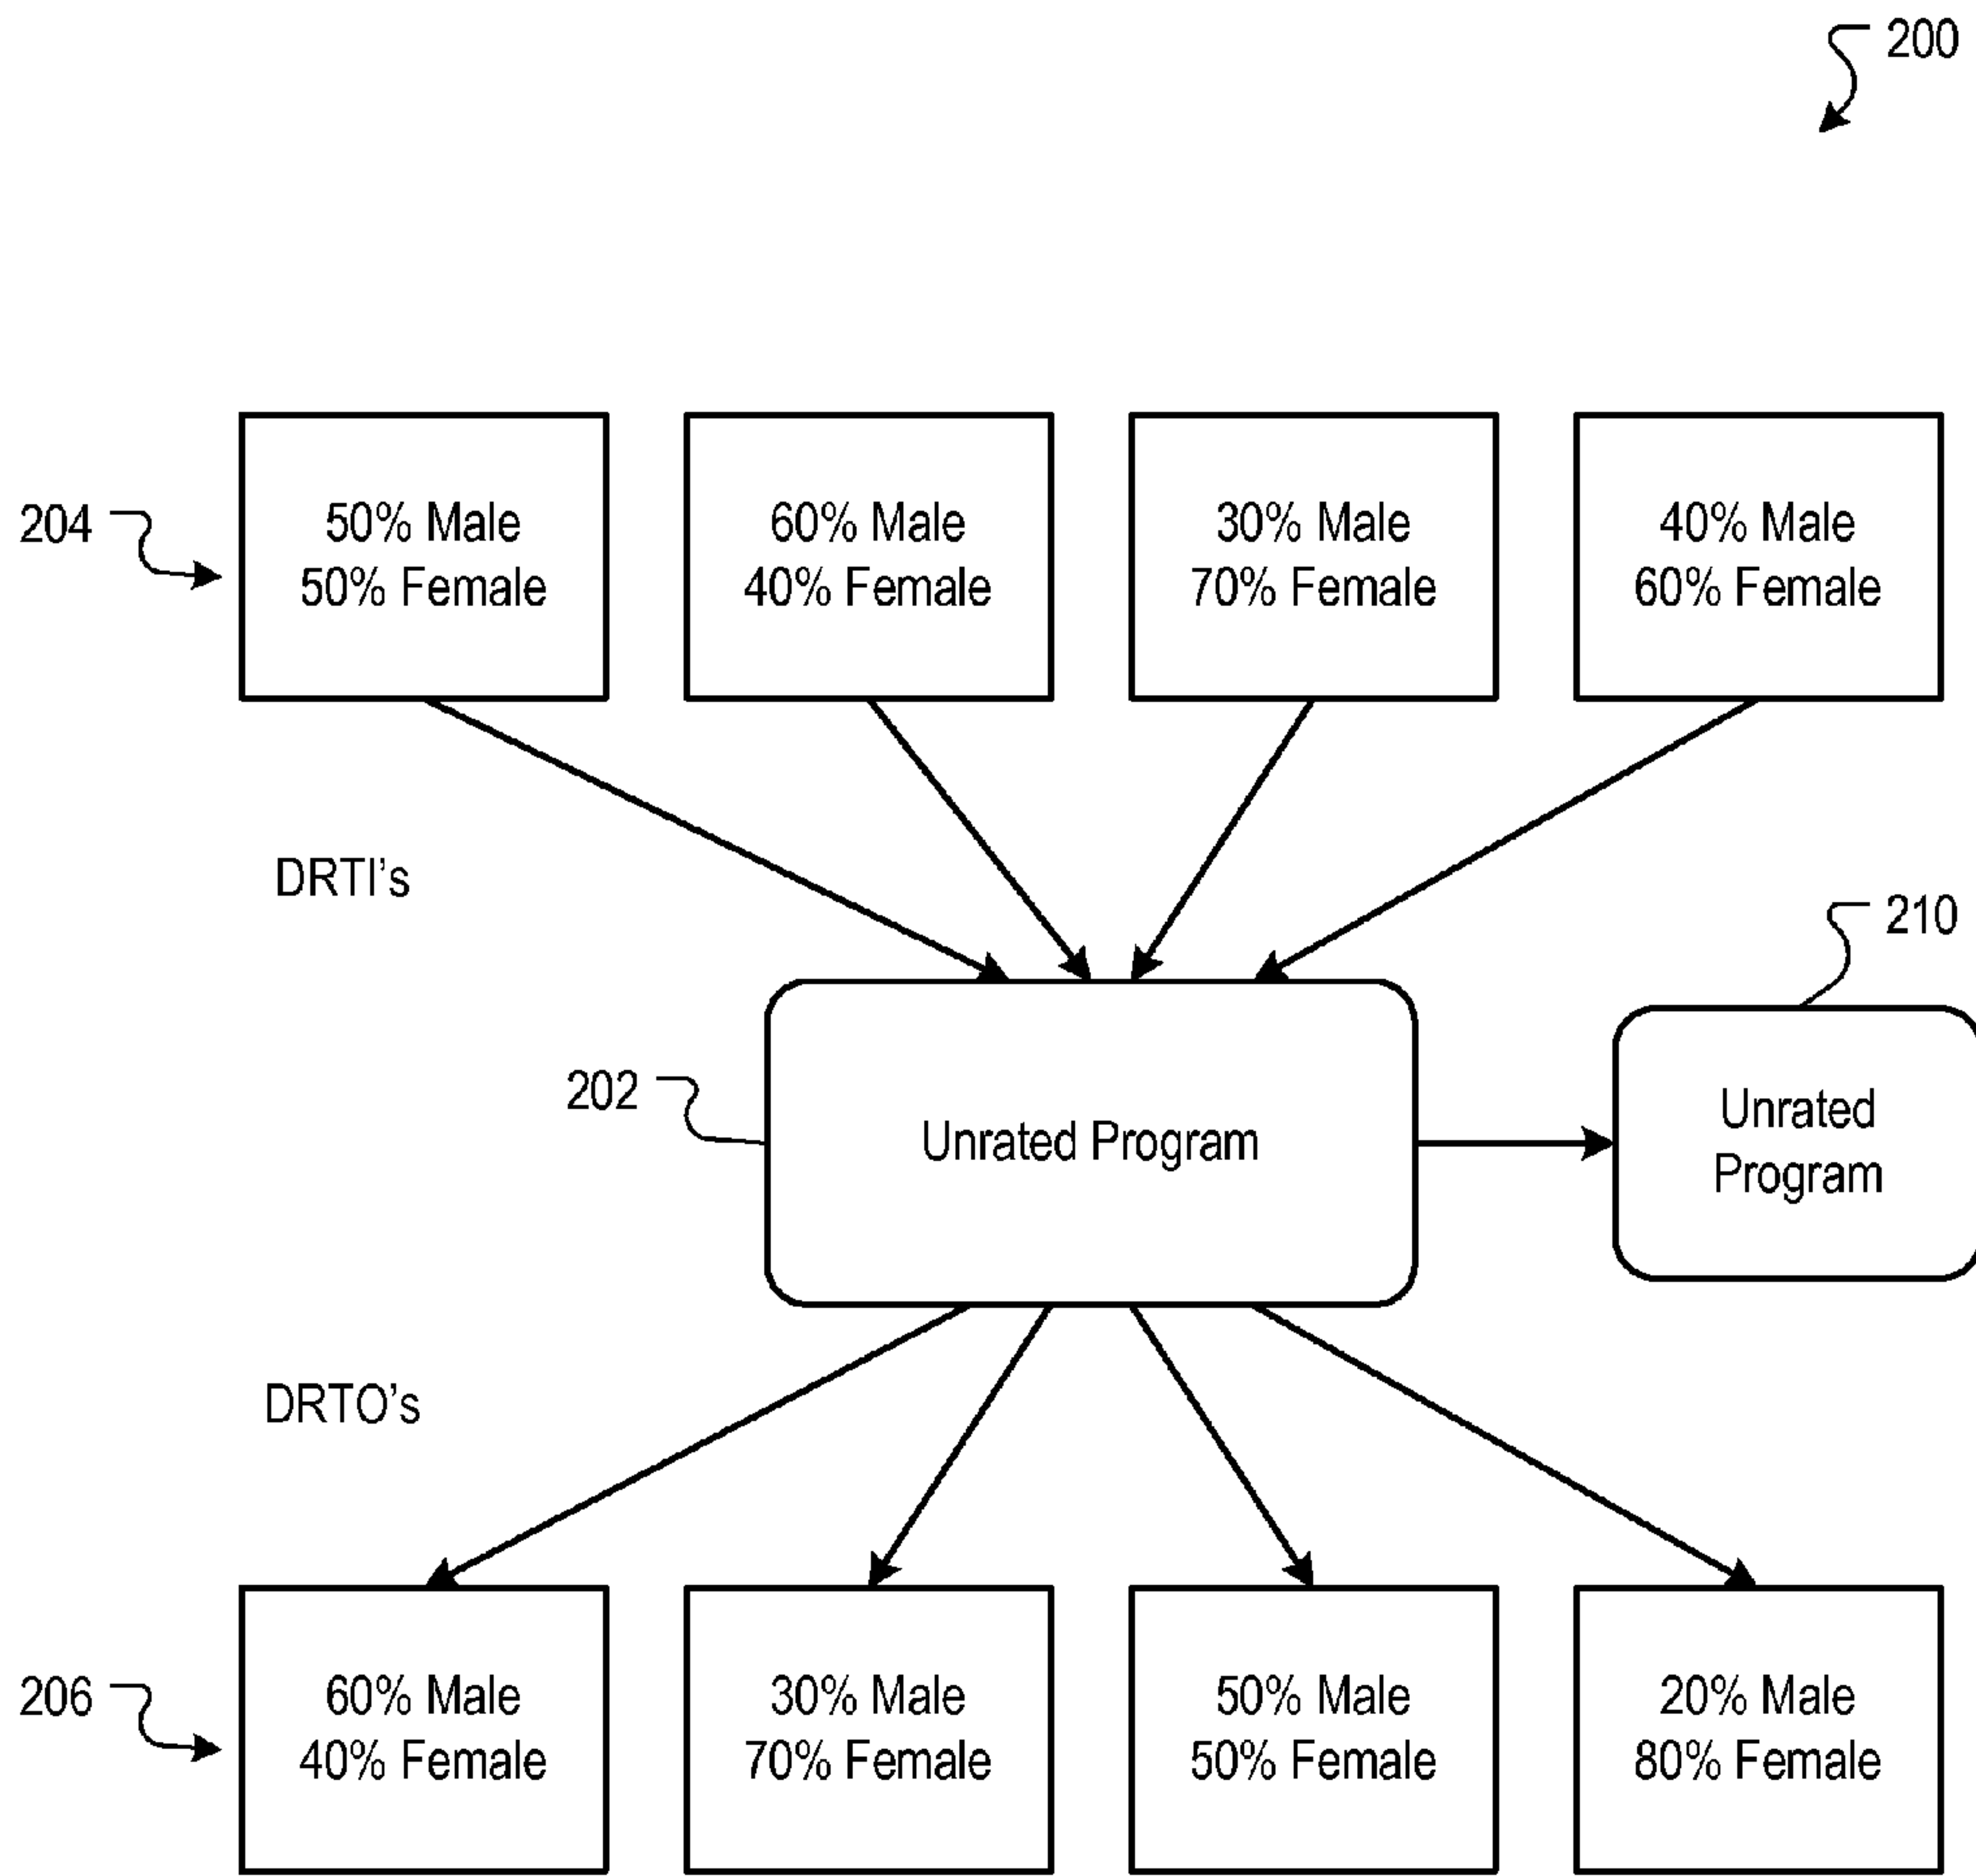 200
204
50% Male
50% Female
60% Male
40% Female
30% Male
70% Female
40% Male
60% Female
DRTI's
210
202
Unrated Program
Unrated
Program
DRTO's
206
60% Male
40% Female
30% Male
70% Female
50% Male
50% Female
20% Male
80% Female